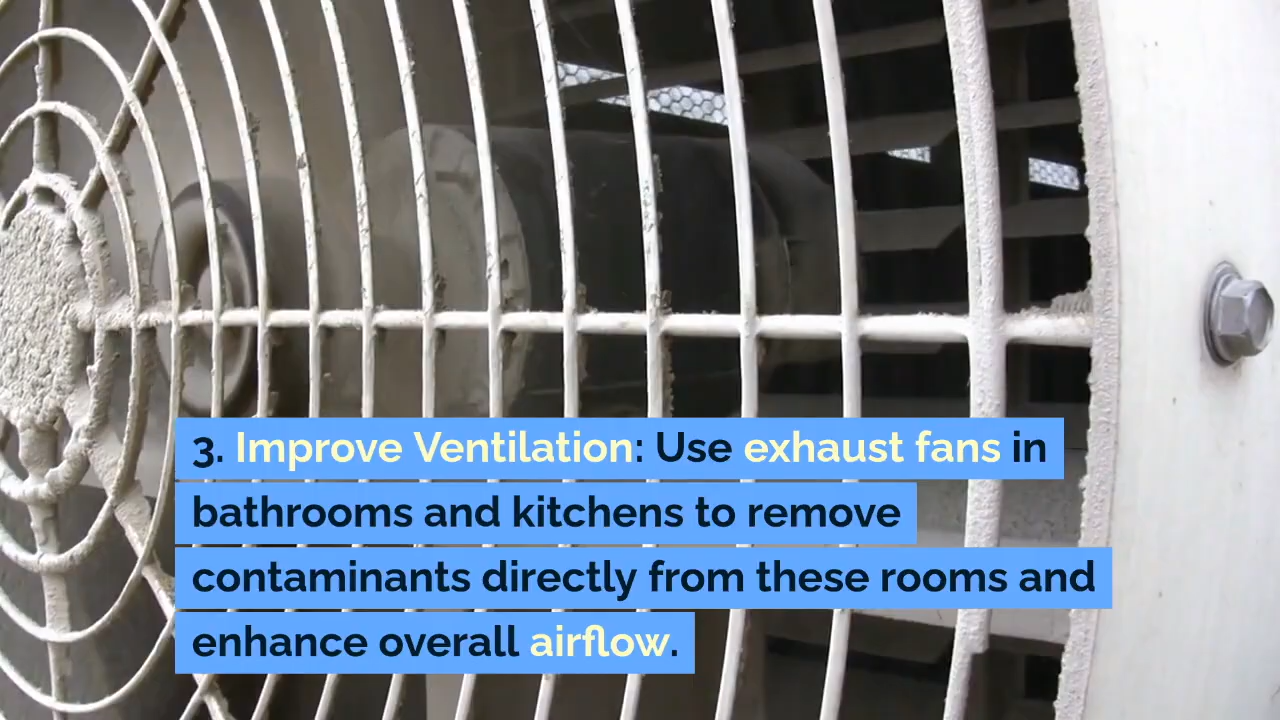 3. Improve Ventilation: Use exhaust fans in
bathrooms and kitchens to remove
contaminants directly from these rooms and
enhance overall airflow.